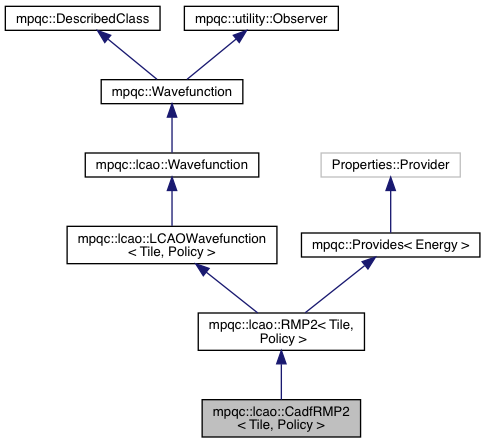 mpqc::DescribedClass
mpqc::utility::Observer
mpqc::Wavefunction
mpqc::lcao::Wavefunction
Properties::Provider
mpqc::lcao::LCAOWavefunction
< Tile, Policy >
mpqc::Provides< Energy >
mpqc::lcao::RMP2< Tile,
Policy >
mpqc::lcao::CadfRMP2
< Tile, Policy >